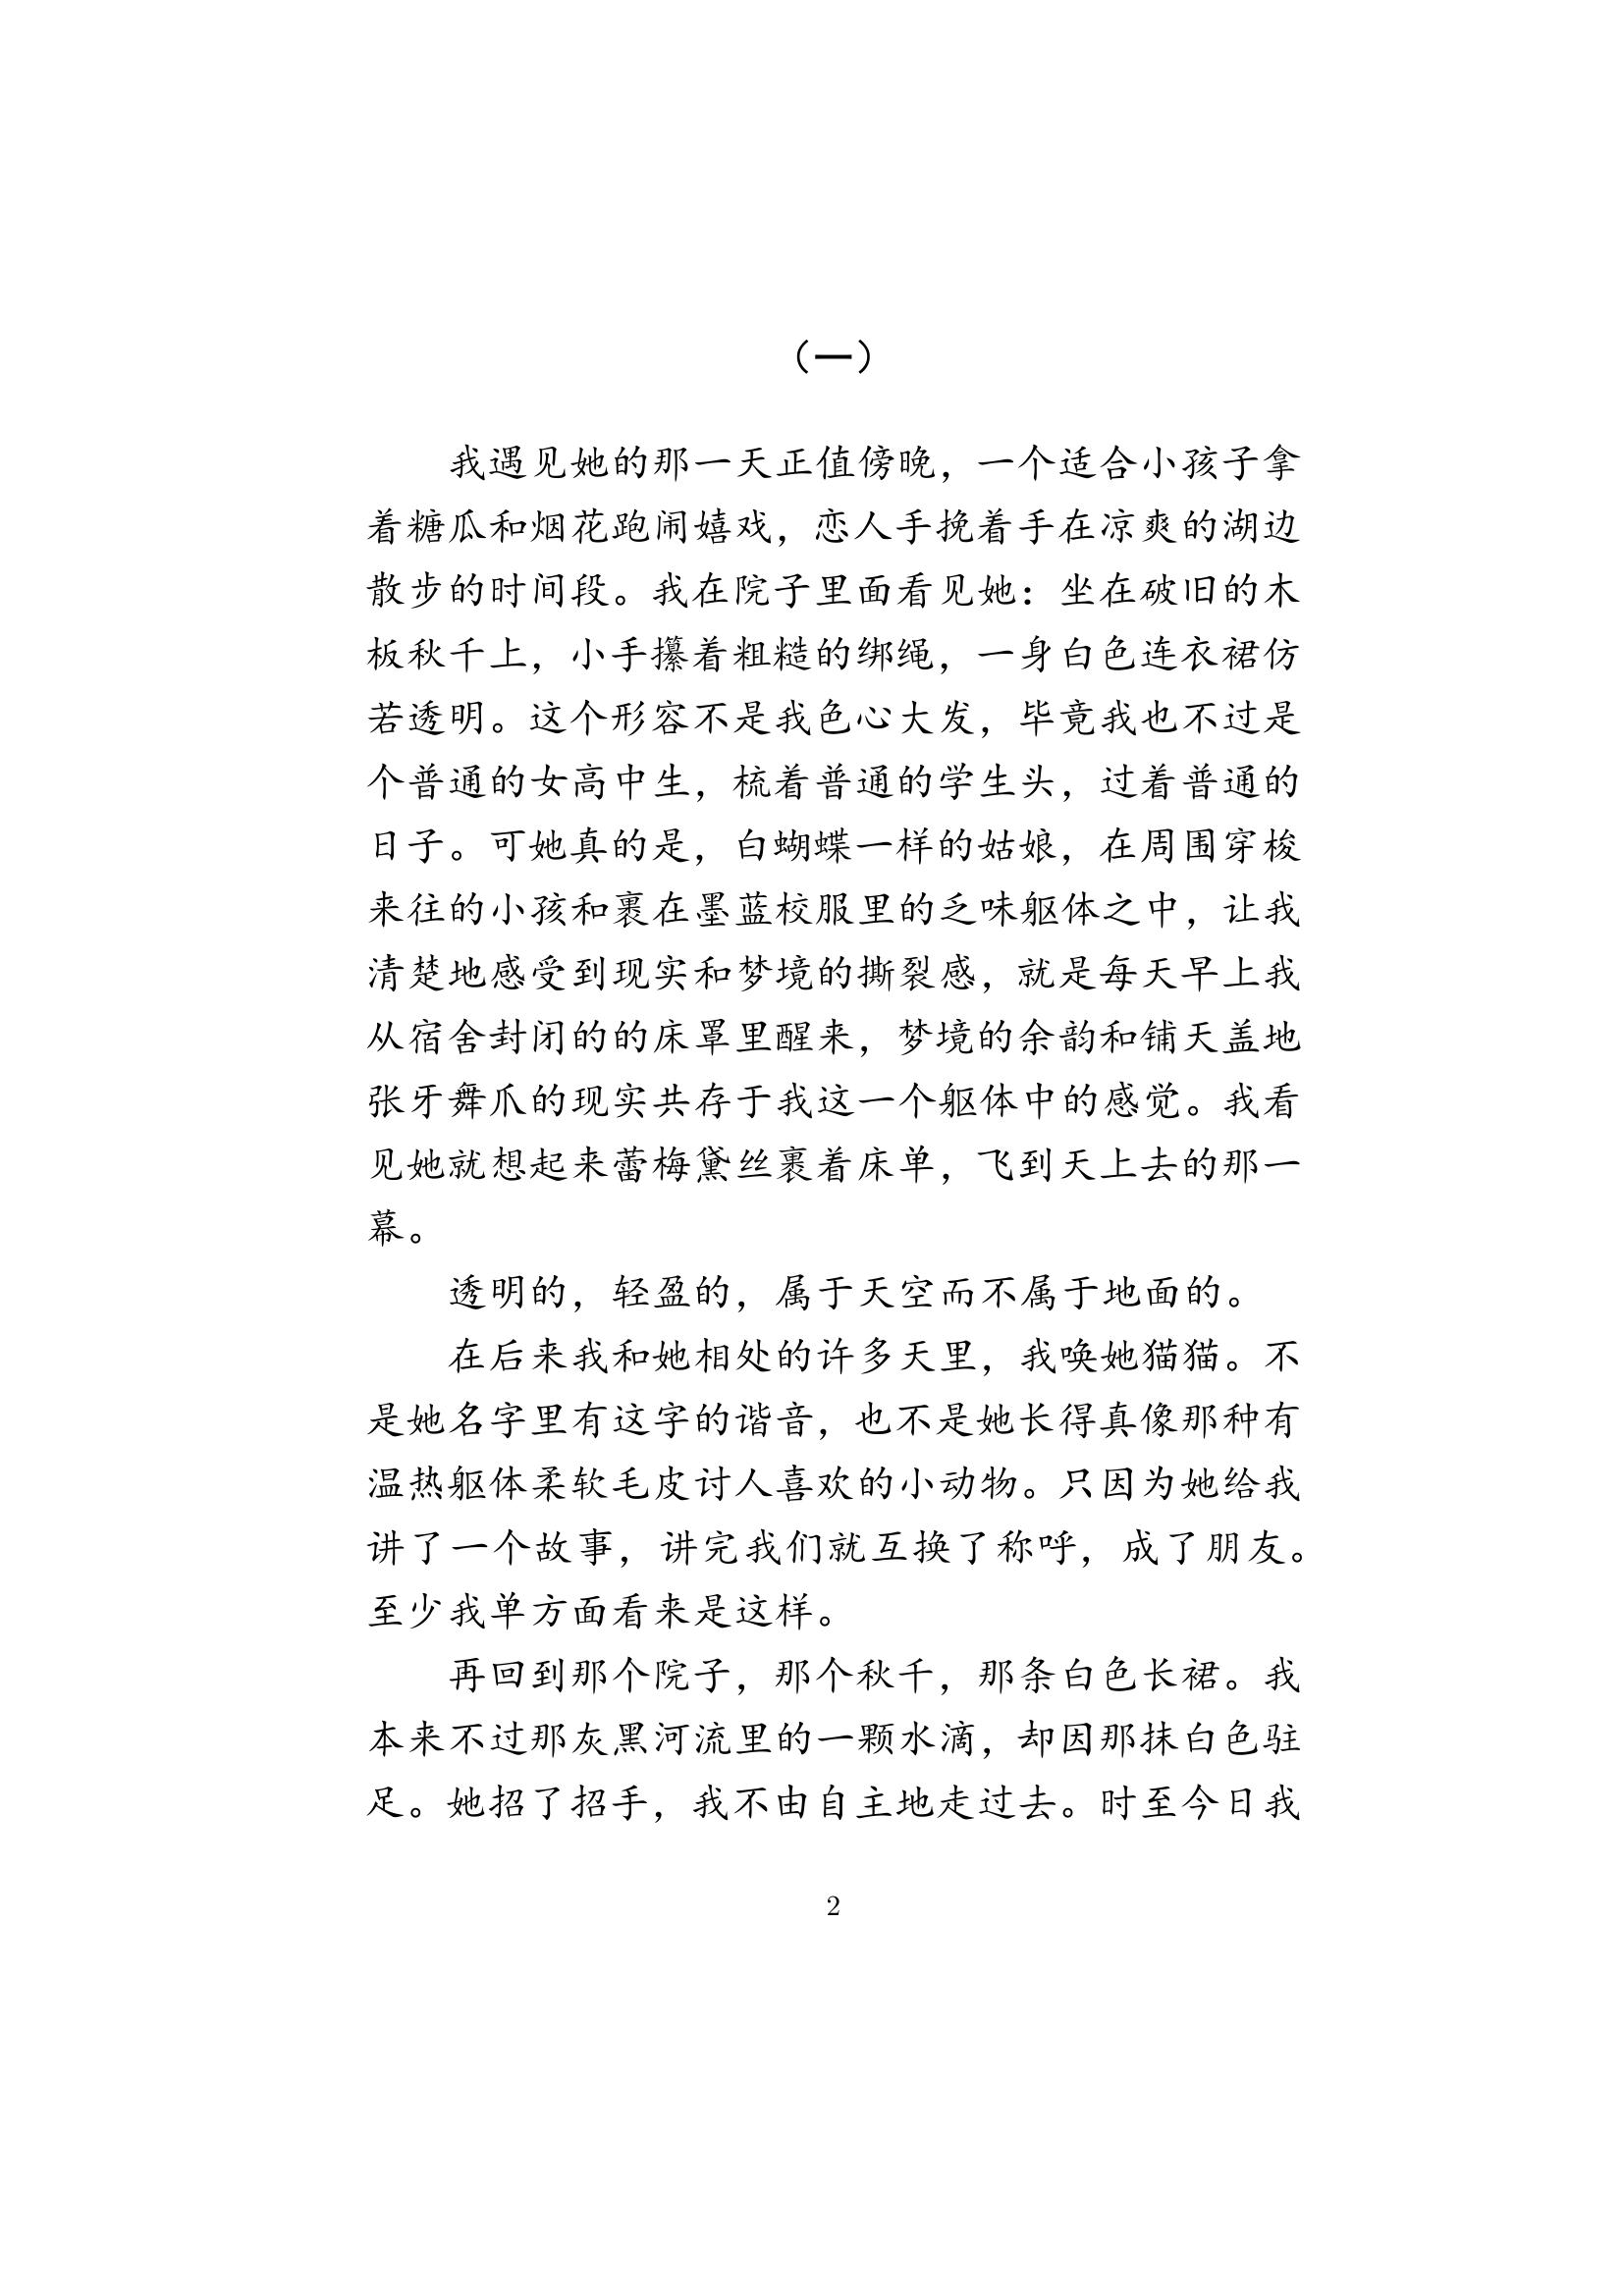 （一）
我遇见她的那一天正值傍晚，一个适合小孩子拿
着糖瓜和烟花跑闹嬉戏，恋人手挽着手在凉爽的湖边
散步的时间段。我在院子里面看见她：坐在破旧的木
板秋千上，小手攥着粗糙的绑绳，一身白色连衣裙仿
若透明。这个形容不是我色心大发，毕竟我也不过是
个普通的女高中生，梳着普通的学生头，过着普通的
日子。可她真的是，白蝴蝶一样的姑娘，在周围穿梭
来往的小孩和裹在墨蓝校服里的乏味躯体之中，让我
清楚地感受到现实和梦境的撕裂感，就是每天早上我
从宿舍封闭的的床罩里醒来，梦境的余韵和铺天盖地
张牙舞爪的现实共存于我这一个躯体中的感觉。我看
见她就想起来蕾梅黛丝裹着床单，飞到天上去的那一
幕。
透明的，轻盈的，属于天空而不属于地面的。
在后来我和她相处的许多天里，我唤她猫猫。不
是她名字里有这字的谐音，也不是她长得真像那种有
温热躯体柔软毛皮讨人喜欢的小动物。只因为她给我
讲了一个故事，讲完我们就互换了称呼，成了朋友。
至少我单方面看来是这样。
再回到那个院子，那个秋千，那条白色长裙。我
本来不过那灰黑河流里的一颗水滴，却因那抹白色驻
足。她招了招手，我不由自主地走过去。时至今日我
2